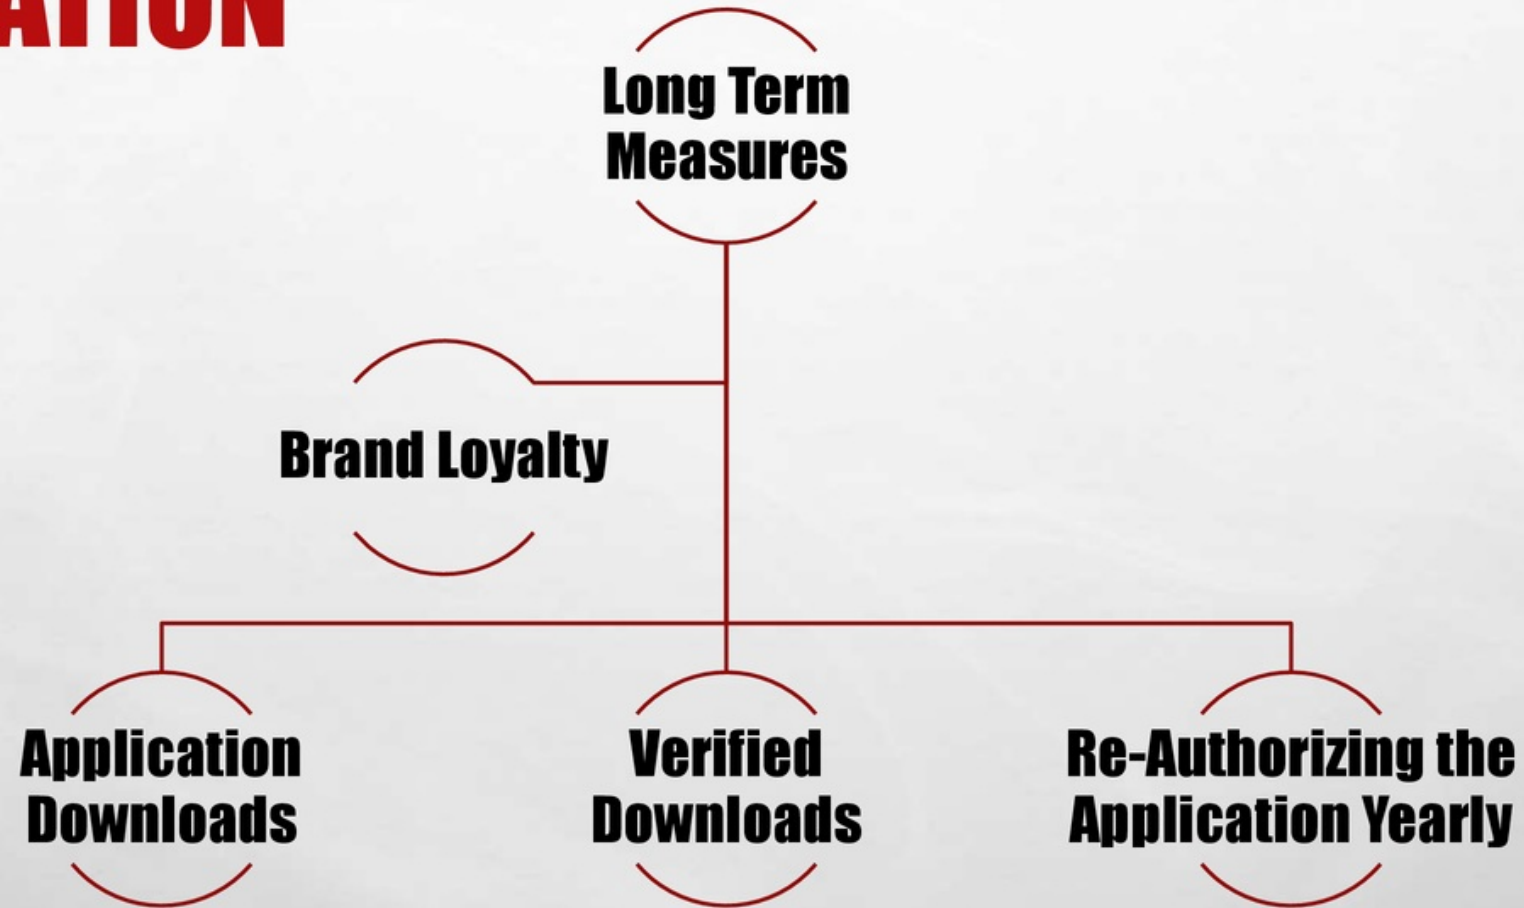 Long Term
Measures
Brand Loyalty
Application
Downloads
Verified
Downloads
Re-Authorizing the
Application Yearly